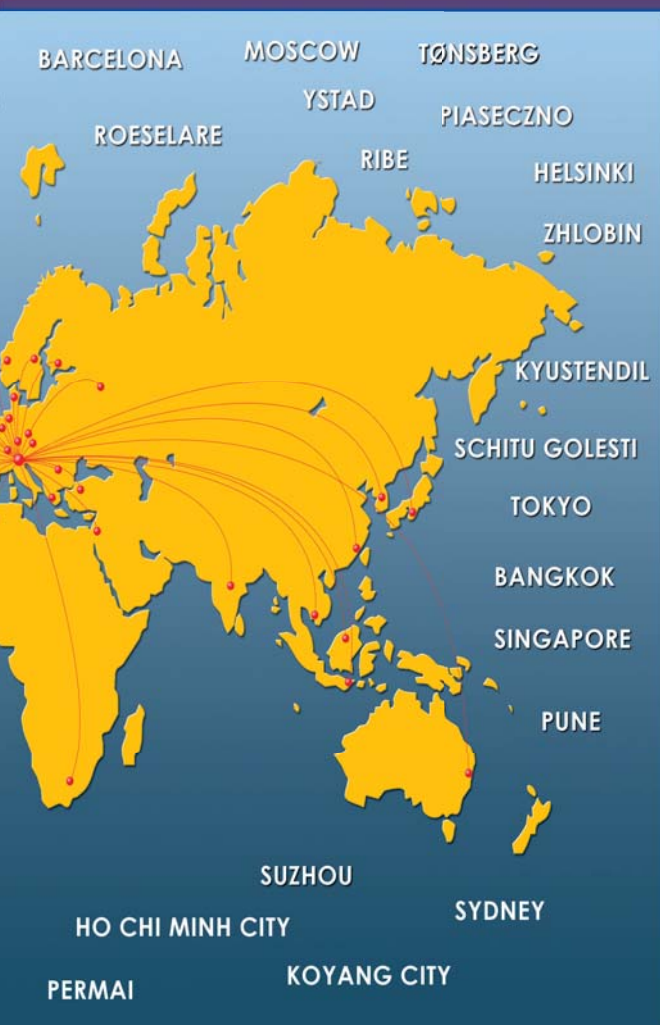 BARCELONA
MOSCOW
TØNSBERG
YSTAD
PIASECZNO
ROESELARE
RIBE
HELSINKI
ZHLOBIN
KYUSTENDIL
SCHITU GOLESTI
TOKYO
BANGKOK
SINGAPORE
PUNE
SUZHOU
SYDNEY
HO CHI MINH CITY
KOYANG CITY
PERMAI